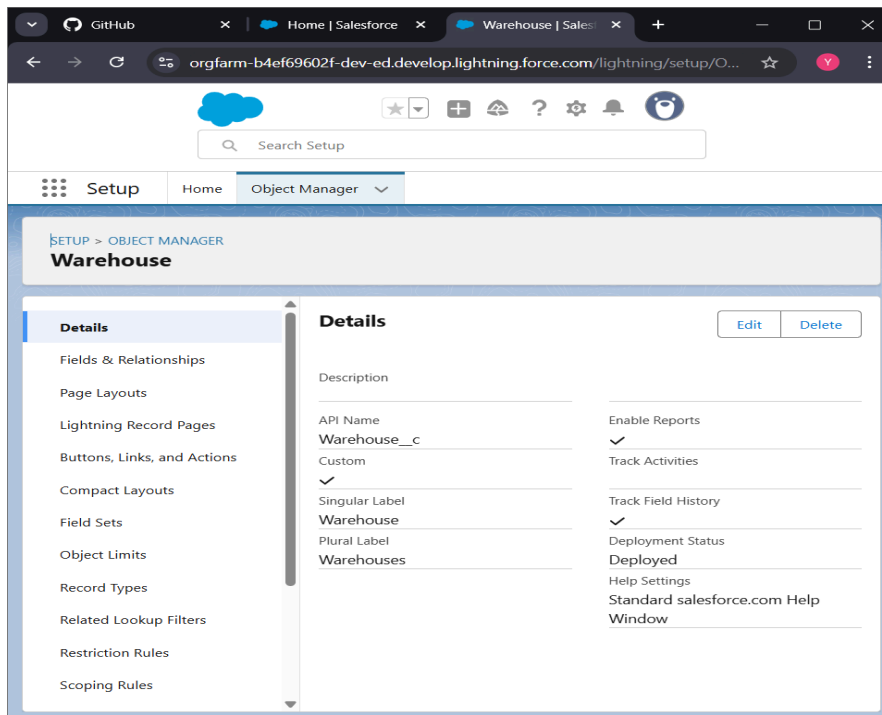 GitHub
Home | Salesforce
Warehouse | Sales
orgfarm-b4ef69602f-dev-ed.develop.lightning.force.com/lightning/setup/O...
Y
Search Setup
Setup
Home
Object Manager
SETUP > OBJECT MANAGER
Warehouse
Details
Fields & Relationships
Page Layouts
Lightning Record Pages
Buttons, Links, and Actions
Compact Layouts
Field Sets
Object Limits
Record Types
Related Lookup Filters
Restriction Rules
Scoping Rules
Details
Edit
Delete
Description
API Name
Warehouse__c
Custom
Singular Label
Warehouse
Plural Label
Warehouses
Enable Reports
Track Activities
Track Field History
Deployment Status
Deployed
Help Settings
Standard salesforce.com Help
Window